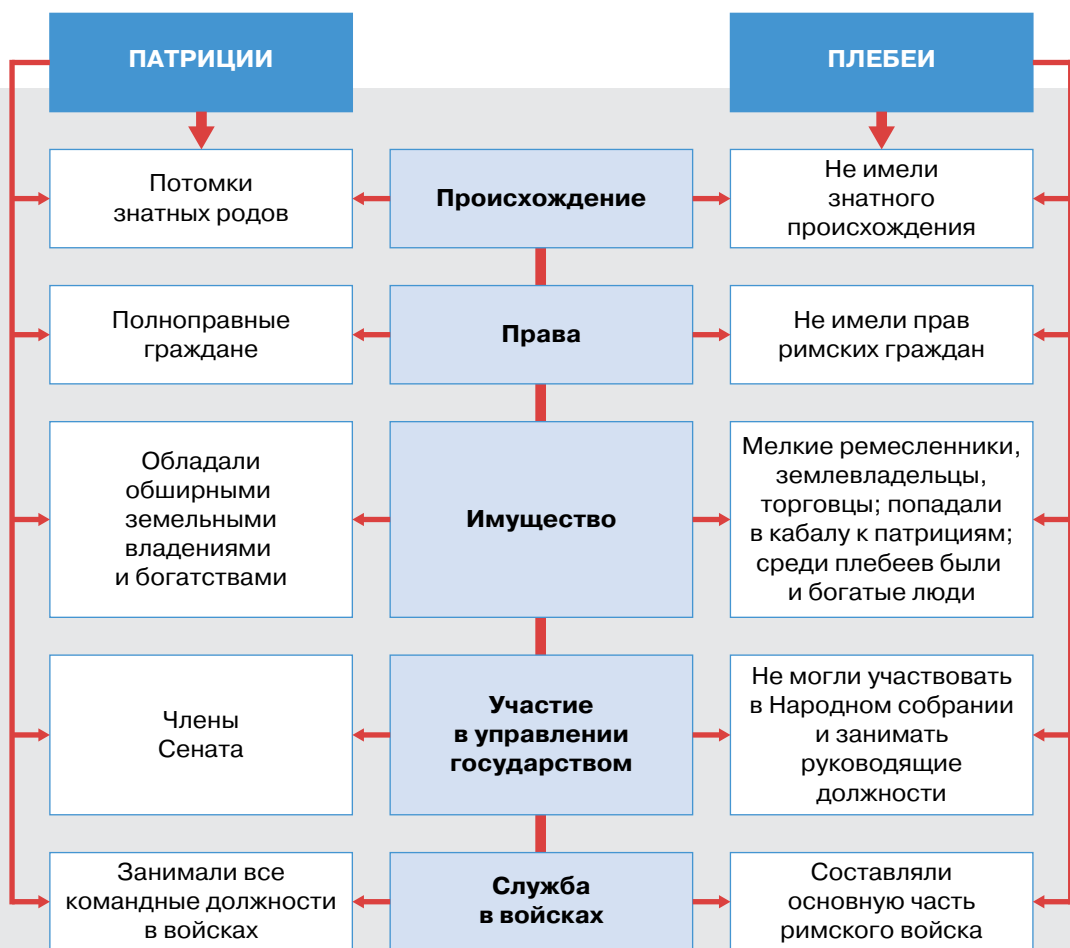 ПАТРИЦИИ
ПЛЕБЕИ
Потомки
знатных родов
Происхождение
Не имели
знатного
происхождения
Полноправные
граждане
Права
Не имели прав
римских граждан
Обладали
обширными
земельными
владениями
и богатствами
Имущество
Мелкие ремесленники,
землевладельцы,
торговцы; попадали
в кабалу к патрициям;
среди плебеев были
и богатые люди
Члены
Сената
Участие
в управлении
государством
Не могли участвовать
в Народном собрании
и занимать
руководящие
должности
Занимали все
командные должности
в войсках
Служба
в войсках
Составляли
основную часть
римского войска